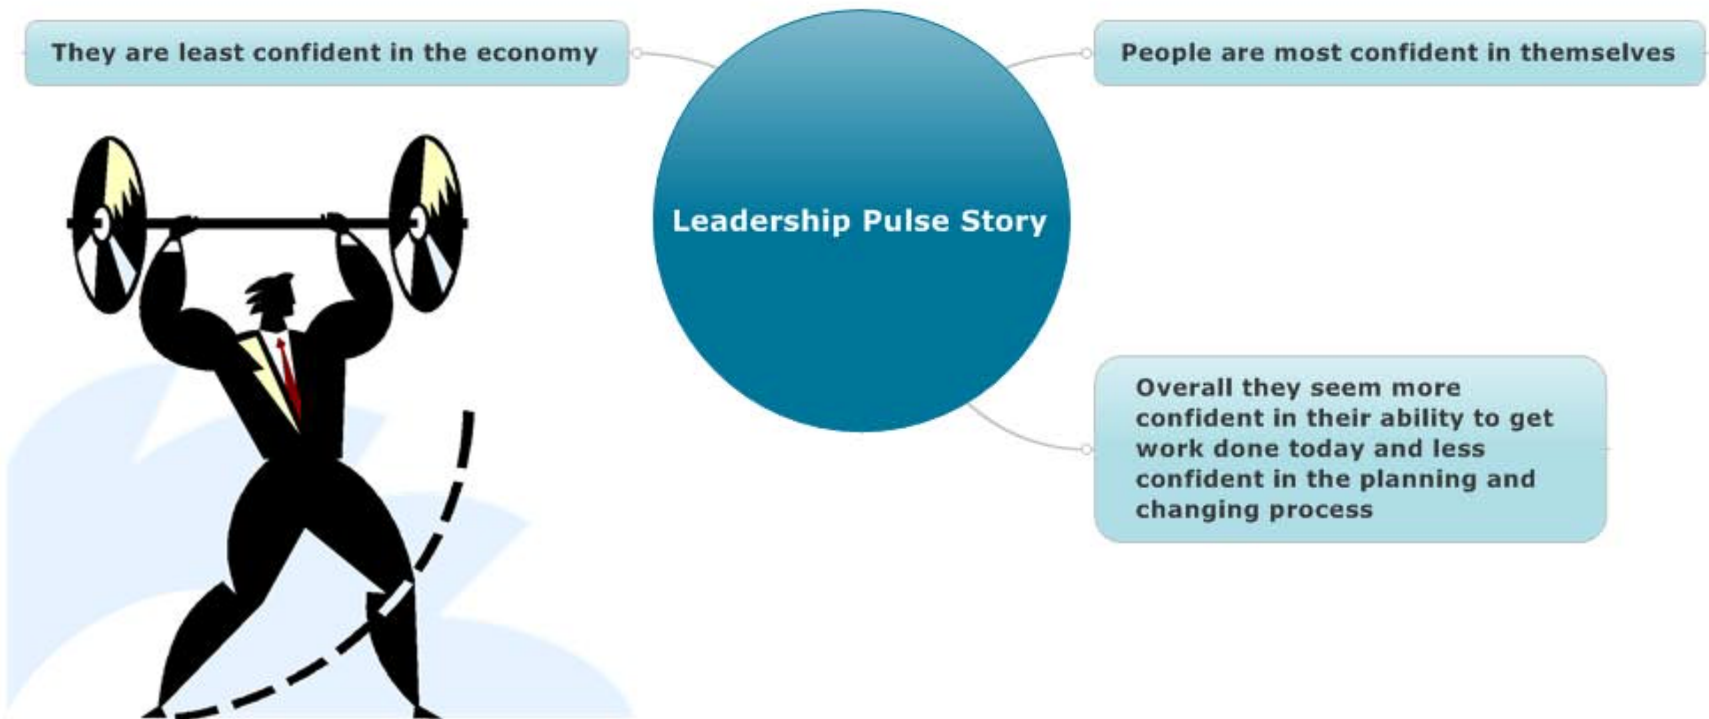 They are least confident in the economy
People are most confident in themselves
Leadership Pulse Story
Overall they seem more
confident in their ability to get
work done today and less
confident in the planning and
changing process